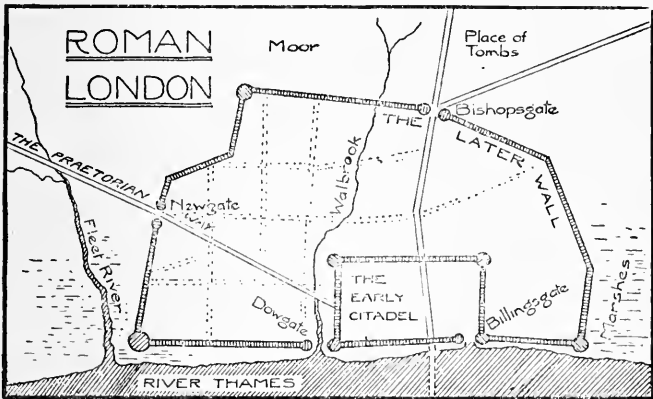 ROMAN
LONDON
Moor
Place of
Tombs
Bishopsgate
THE
LATER
WALL
THE PRAETORIAN
WAY
Newgate
Walbrook
Fleet River
THE
EARLY
CITADEL
Dowgate
Billingsgate
Marshes
RIVER THAMES